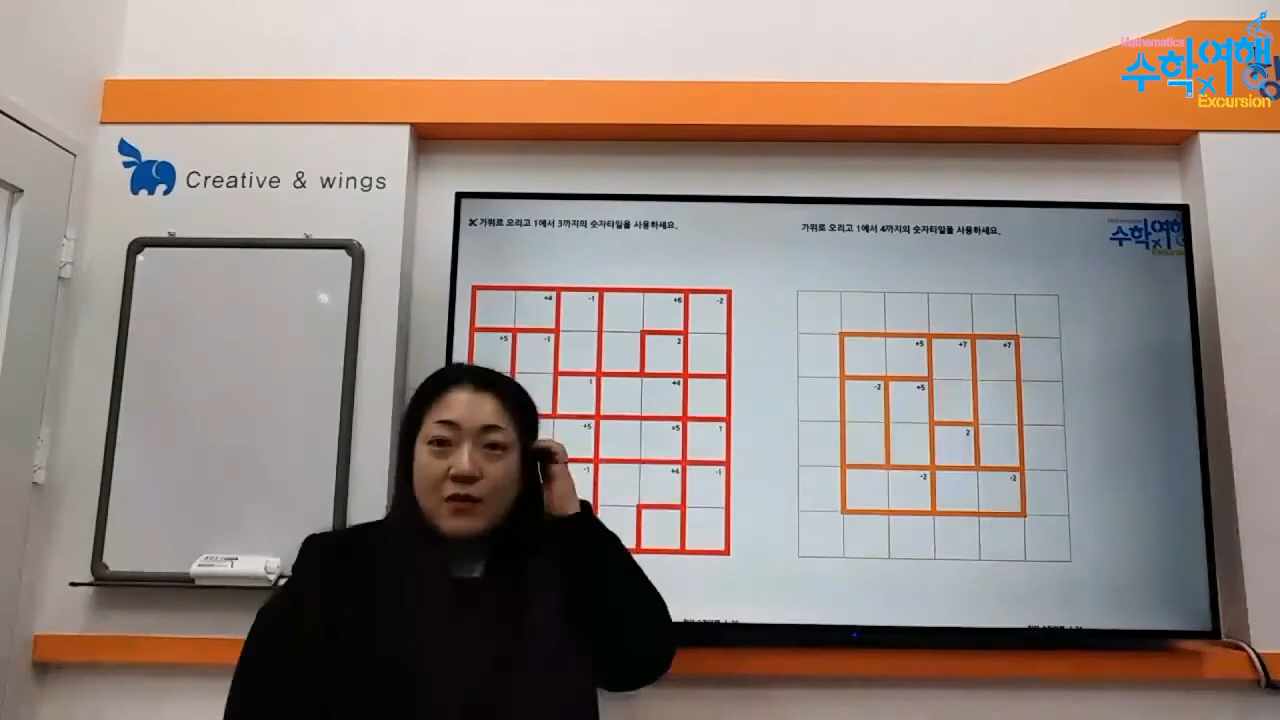 Mathematics
수학여행
Excursion
Creative & wings
가위로 오리고 1에서 3까지의 숫자타일을 사용하세요.
가위로 오리고 1에서 4까지의 숫자타일을 사용하세요.
수학여행
+4 -1 +6 -2
+5 -1 2
1 +4
+5 +5 1
-1 +4 -1
+5 +7 +7
-2 +5
2
-2 -2